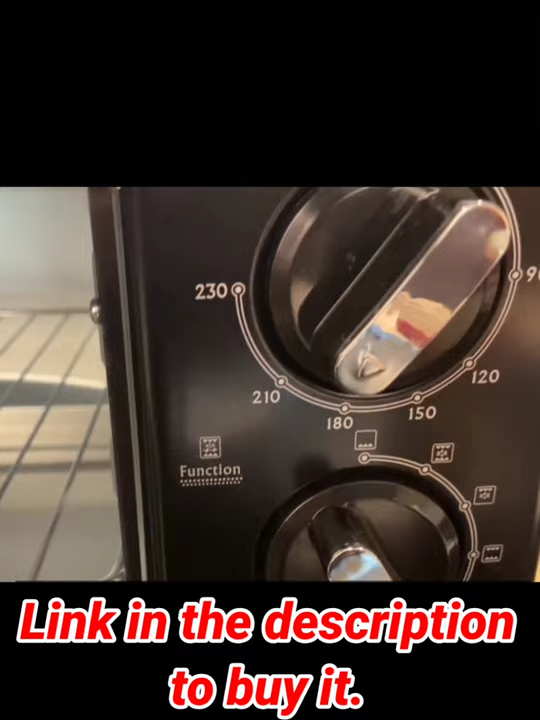 230
90
120
210
150
180
Function
Link in the description
to buy it.